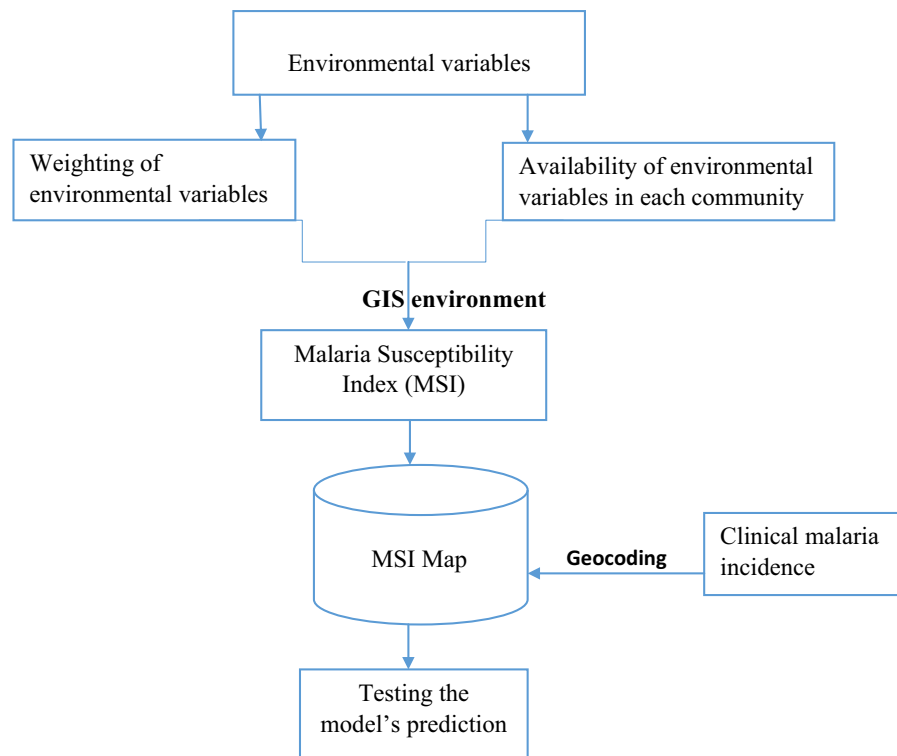 Environmental variables
Weighting of
environmental variables
Availability of environmental
variables in each community
GIS environment
Malaria Susceptibility
Index (MSI)
MSI Map
Geocoding
Clinical malaria
incidence
Testing the
model’s prediction